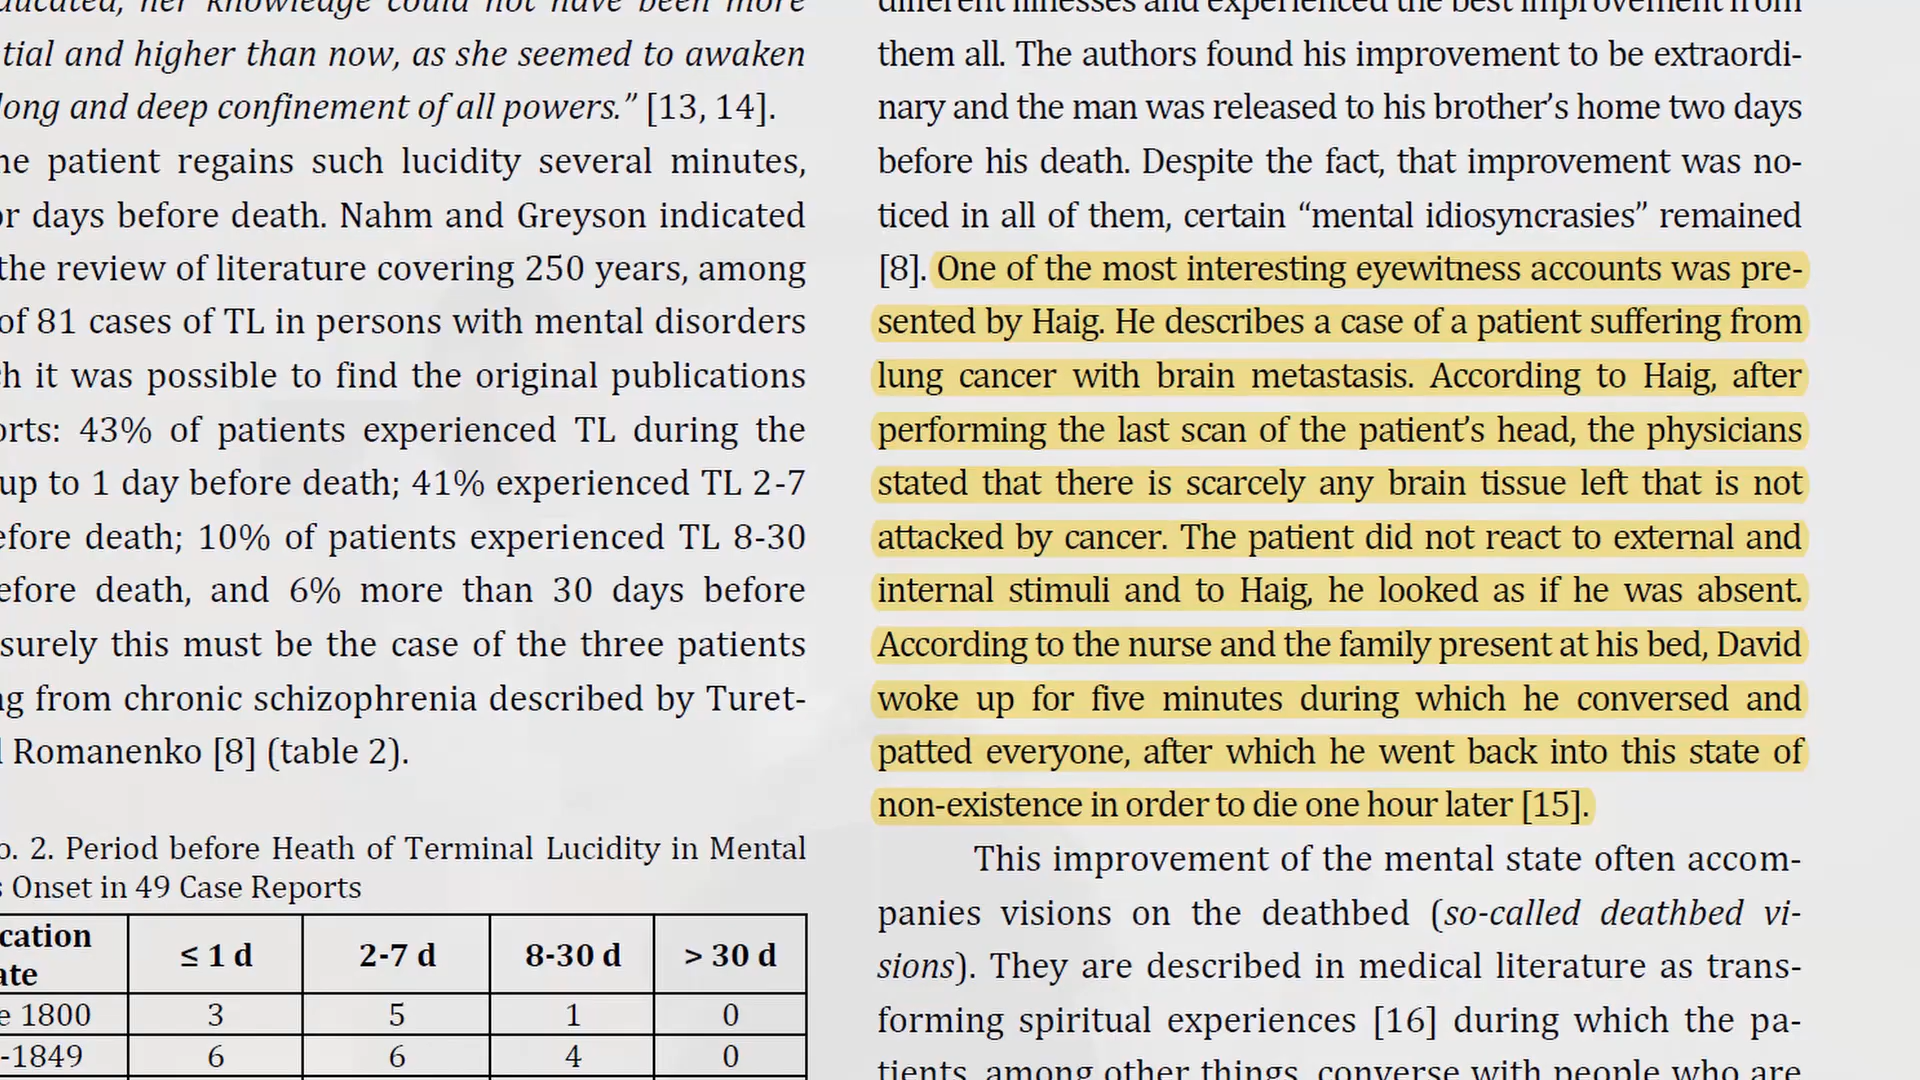 her knowledge could not have been more
tial and higher than now, as she seemed to awaken
long and deep confinement of all powers.” [13, 14].
he patient regains such lucidity several minutes,
or days before death. Nahm and Greyson indicated
the review of literature covering 250 years, among
of 81 cases of TL in persons with mental disorders
ch it was possible to find the original publications
orts: 43% of patients experienced TL during the
up to 1 day before death; 41% experienced TL 2-7
efore death; 10% of patients experienced TL 8-30
efore death, and 6% more than 30 days before
surely this must be the case of the three patients
ng from chronic schizophrenia described by Turet-
d Romanenko [8] (table 2).
o. 2. Period before Heath of Terminal Lucidity in Mental
s Onset in 49 Case Reports
cation
ate
≤ 1 d
2-7 d
8-30 d
> 30 d
e 1800 3 5 1 0
-1849 6 6 4 0
different illnesses and experienced the best improvement from
them all. The authors found his improvement to be extraordi-
nary and the man was released to his brother’s home two days
before his death. Despite the fact, that improvement was no-
ticed in all of them, certain “mental idiosyncrasies” remained
[8]. One of the most interesting eyewitness accounts was pre-
sented by Haig. He describes a case of a patient suffering from
lung cancer with brain metastasis. According to Haig, after
performing the last scan of the patient’s head, the physicians
stated that there is scarcely any brain tissue left that is not
attacked by cancer. The patient did not react to external and
internal stimuli and to Haig, he looked as if he was absent.
According to the nurse and the family present at his bed, David
woke up for five minutes during which he conversed and
patted everyone, after which he went back into this state of
non-existence in order to die one hour later [15].
This improvement of the mental state often accom-
panies visions on the deathbed (so-called deathbed vi-
sions). They are described in medical literature as trans-
forming spiritual experiences [16] during which the pa-
tients, among other things, converse with people who are